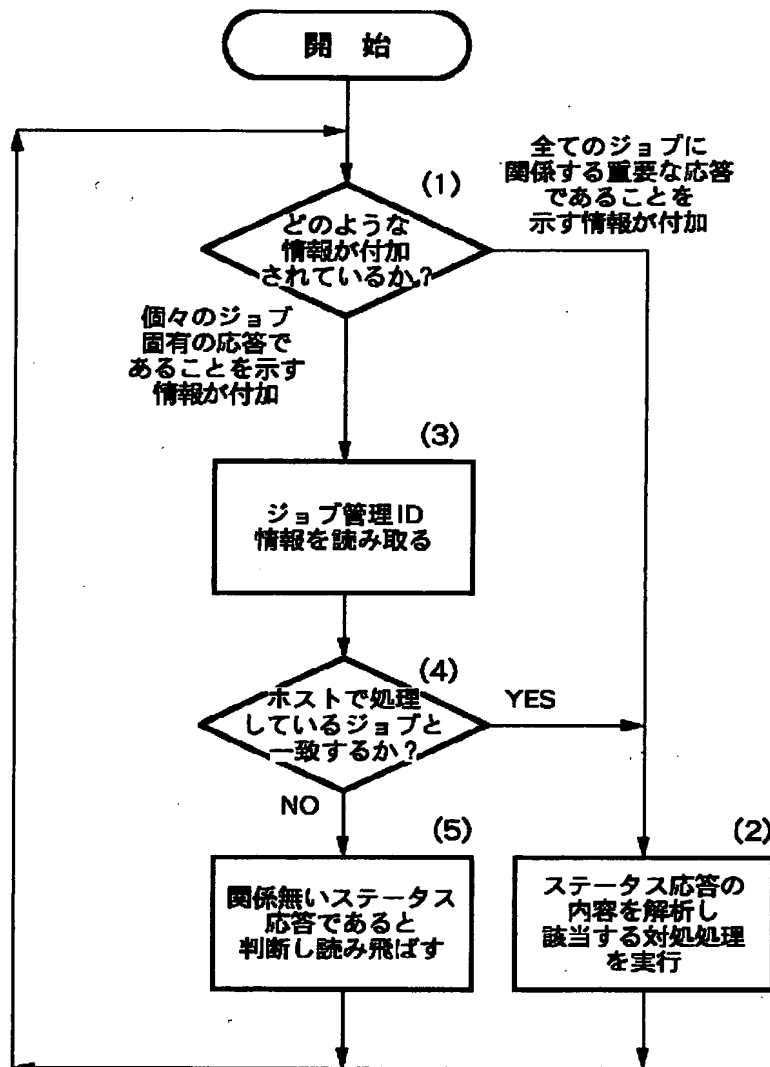 開 始
全てのジョブに
関係する重要な応答
であることを
示す情報が付加
(1)
どのような
情報が付加
されているか?
個々のジョブ
固有の応答で
あることを示す
情報が付加
(3)
ジョブ管理ID
情報を読み取る
(4)
ホストで処理
しているジョブと
一致するか?
YES
NO
(5)
関係無いステータス
応答であると
判断し読み飛ばす
(2)
ステータス応答の
内容を解析し
該当する対処処理
を実行